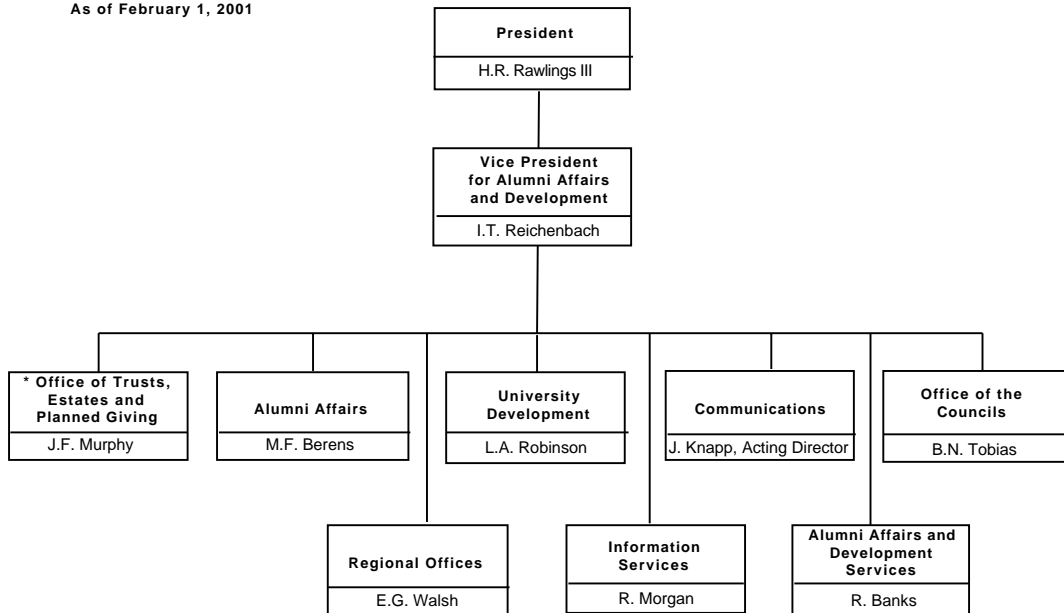 As of February 1, 2001
President
H.R. Rawlings III
Vice President
for Alumni Affairs
and Development
I.T. Reichenbach
* Office of Trusts,
Estates and
Planned Giving
J.F. Murphy
Alumni Affairs
M.F. Berens
University
Development
L.A. Robinson
Communications
J. Knapp, Acting Director
Office of the
Councils
B.N. Tobias
Regional Offices
E.G. Walsh
Information
Services
R. Morgan
Alumni Affairs and
Development
Services
R. Banks